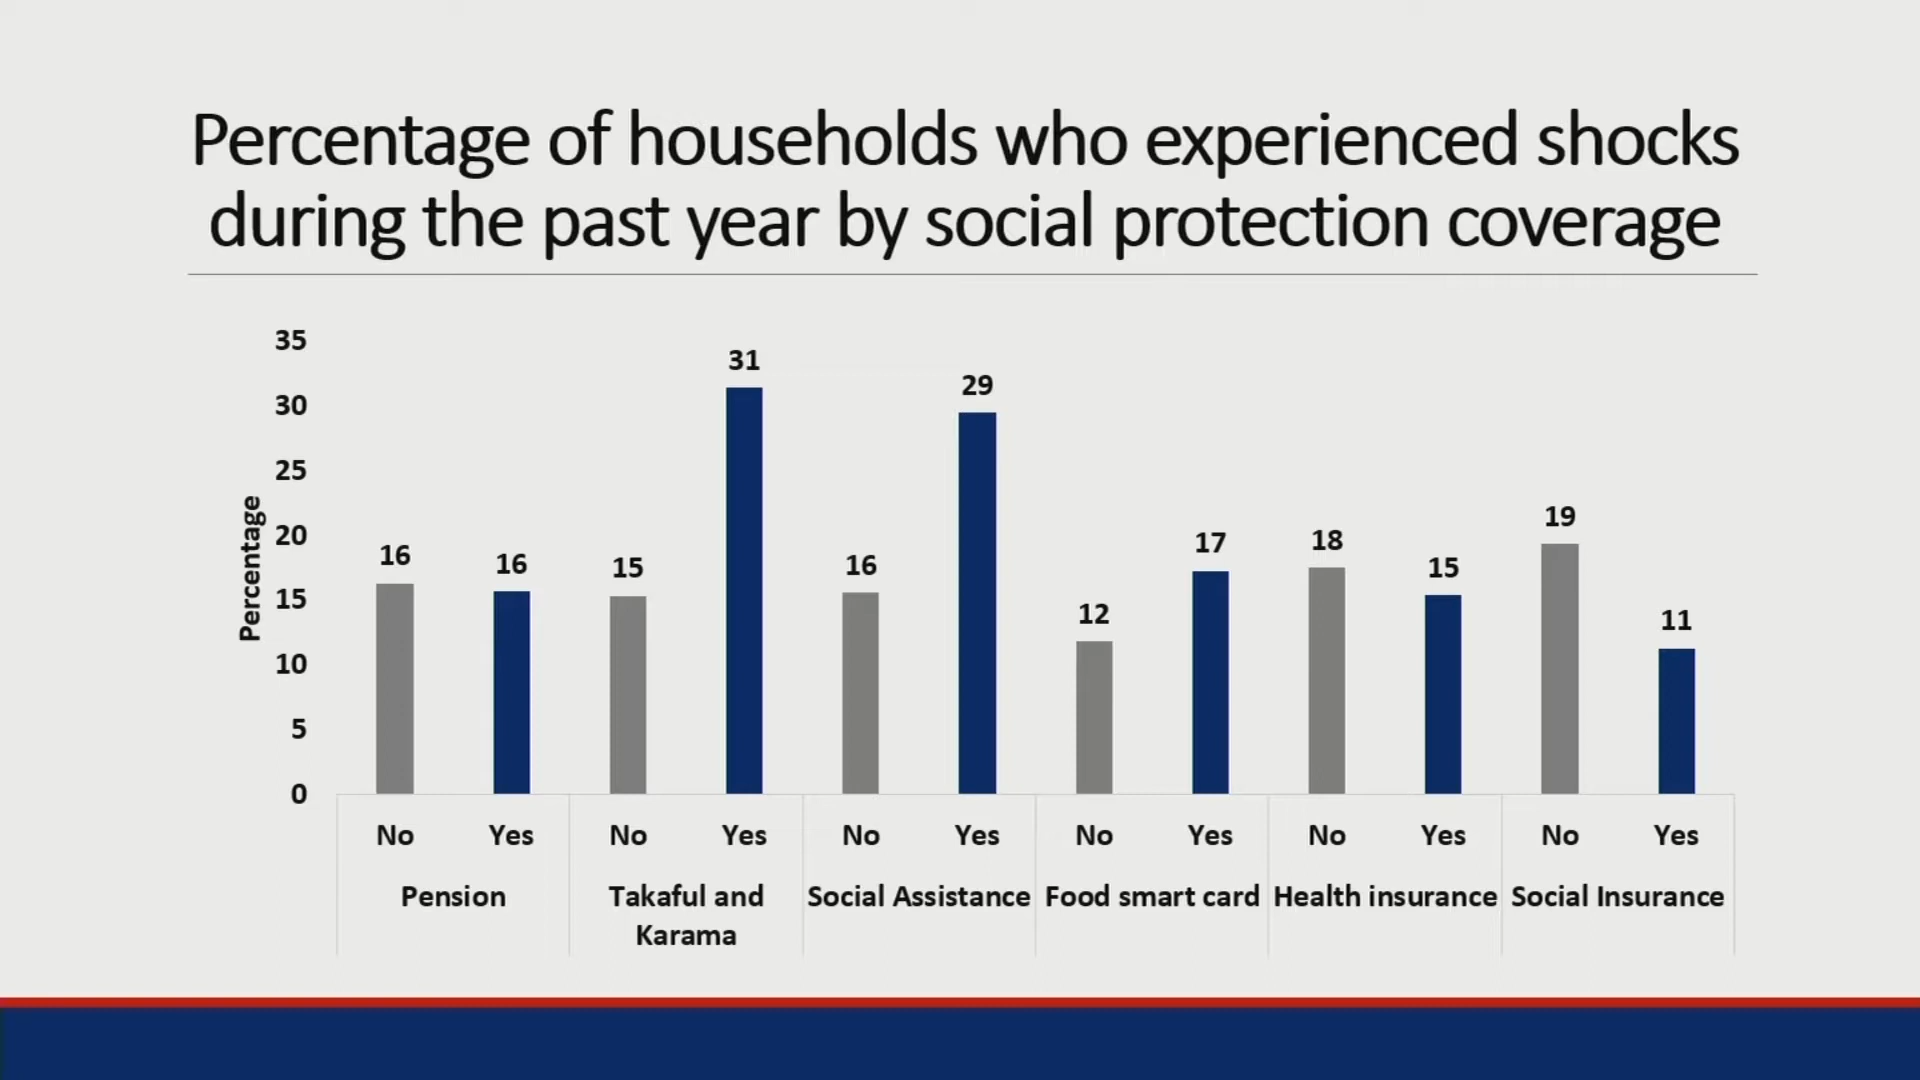 Percentage of households who experienced shocks
during the past year by social protection coverage
Percentage
35
30
25
20
15
10
5
0
16
16
15
31
16
29
12
17
18
15
19
11
No Yes No Yes No Yes No Yes No Yes No Yes
Pension
Takaful and
Karama
Social Assistance
Food smart card
Health insurance
Social Insurance